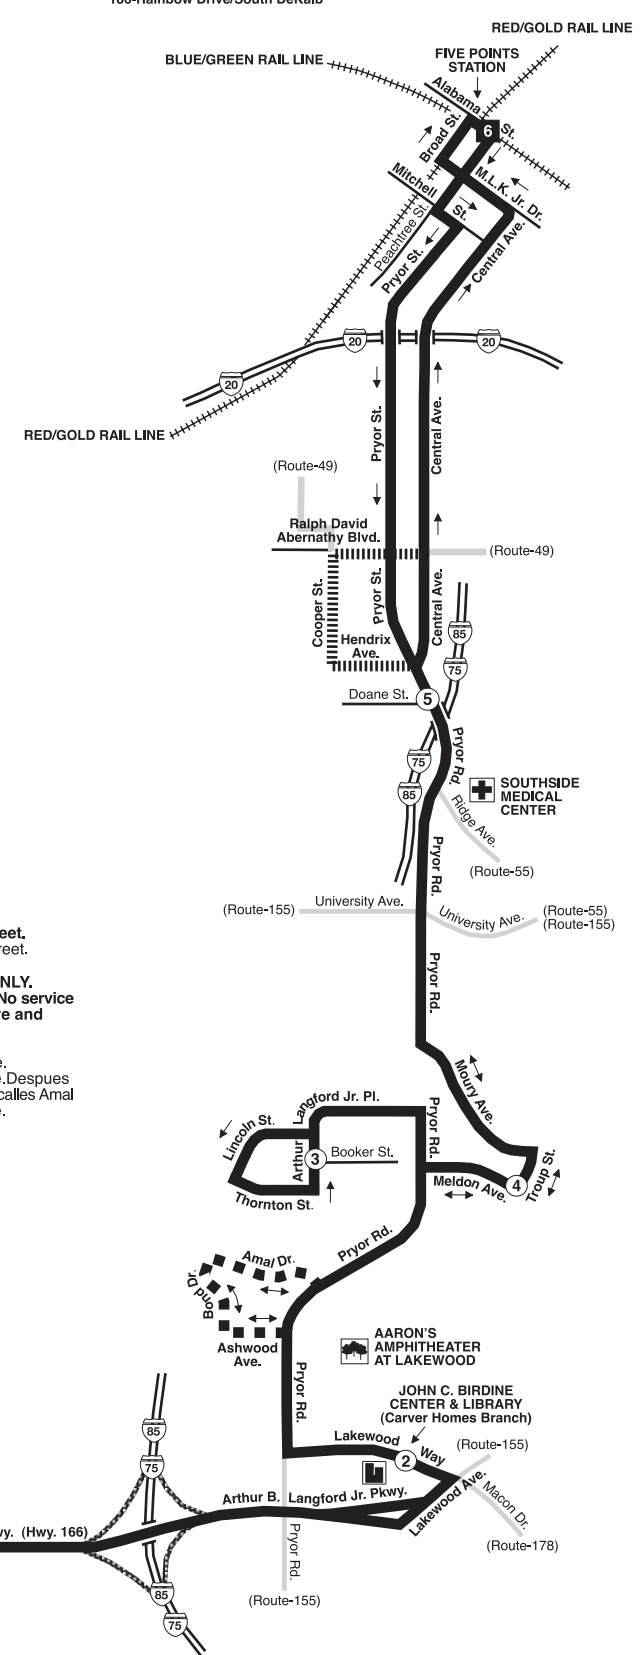 188-Rainbow Drive/South DeKalb
RED/GOLD RAIL LINE
FIVE POINTS
STATION
BLUE/GREEN RAIL LINE
Alabama St.
6
Broad St.
M.L.K. Jr. Dr.
Mitchell St.
Peachtree St.
Pryor St.
Central Ave.
20
20
20
RED/GOLD RAIL LINE
Pryor St.
Central Ave.
(Route-49)
Ralph David
Abernathy Blvd.
(Route-49)
Cooper St.
Pryor St.
Central Ave.
Hendrix
Ave.
85
75
Doane St.
5
Pryor Rd.
75
85
SOUTHSIDE
MEDICAL
CENTER
Ridge Ave.
Pryor Rd.
(Route-55)
University Ave.
(Route-155)
University Ave.
(Route-55)
(Route-155)
eet.
reet.
Pryor Rd.
NLY.
No service
e and
e.
e.Despues
calles Amal
e.
Moury Ave.
Arthur Langford Jr. Pl.
Lincoln St.
Pryor Rd.
3
Booker St.
Thornton St.
Meldon Ave.
4
Troup St.
Pryor Rd.
Amal Dr.
Bond Dr.
Ashwood
Ave.
AARON'S
AMPHITHEATER
AT LAKEWOOD
Pryor Rd.
JOHN C. BIRDINE
CENTER & LIBRARY
(Carver Homes Branch)
Lakewood Way
2
(Route-155)
85
75
Arthur B. Langford Jr. Pkwy.
Lakewood Ave.
Macon Dr.
wy. (Hwy. 166)
Pryor Rd.
(Route-178)
85
75
(Route-155)